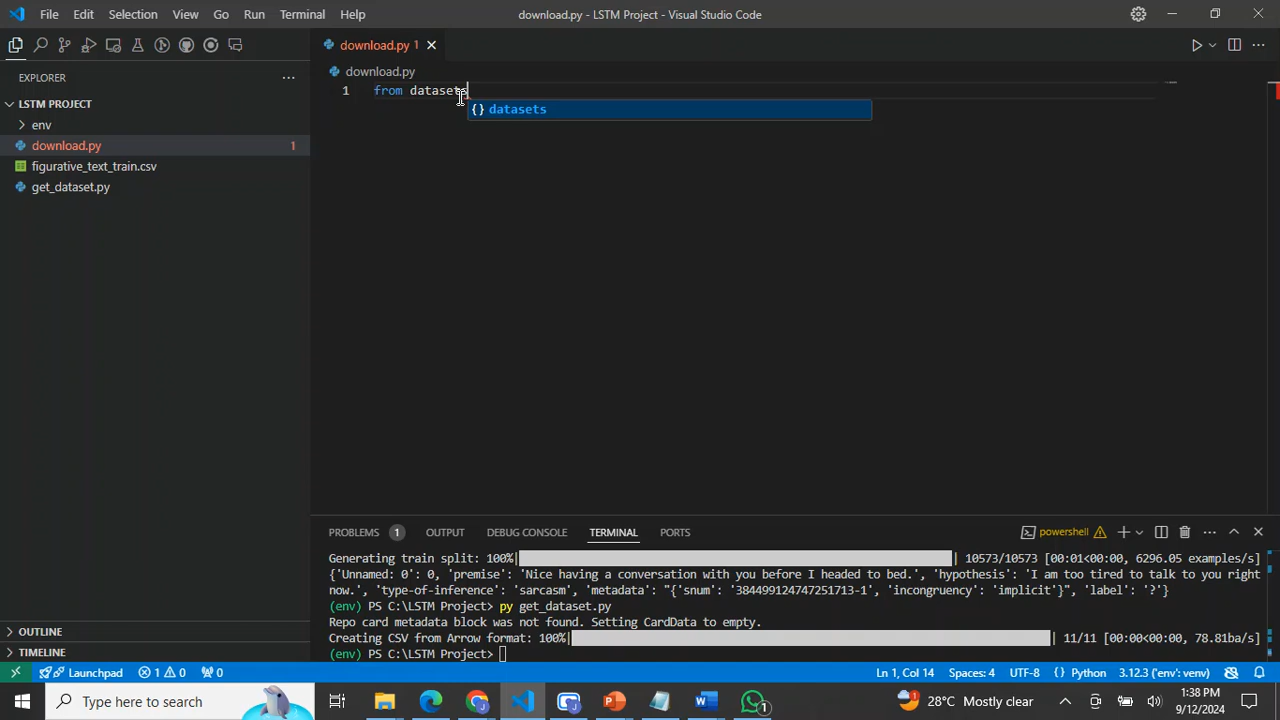 File Edit Selection View Go Run Terminal Help
download.py - LSTM Project - Visual Studio Code
EXPLORER
LSTM PROJECT
env
download.py 1
figurative_text_train.csv
get_dataset.py
OUTLINE
TIMELINE
download.py 1
download.py
1 from datasets
{} datasets
PROBLEMS 1 OUTPUT DEBUG CONSOLE TERMINAL PORTS
powershell
Generating train split: 100%| | 10573/10573 [00:01<00:00, 6296.05 examples/s]
{'Unnamed: 0': 0, 'premise': 'Nice having a conversation with you before I headed to bed.', 'hypothesis': 'I am too tired to talk to you right
now.', 'type-of-inference': 'sarcasm', 'metadata': "{'snum': '384499124747251713-1', 'incongruency': 'implicit'}", 'label': '?'}
(env) PS C:\LSTM Project> py get_dataset.py
Repo card metadata block was not found. Setting CardData to empty.
Creating CSV from Arrow format: 100%| | 11/11 [00:00<00:00, 78.81ba/s]
(env) PS C:\LSTM Project>
Launchpad 1 0 0
Ln 1, Col 14 Spaces: 4 UTF-8 {} Python 3.12.3 ('env': venv)
Type here to search
1
28°C Mostly clear
1:38 PM
9/12/2024